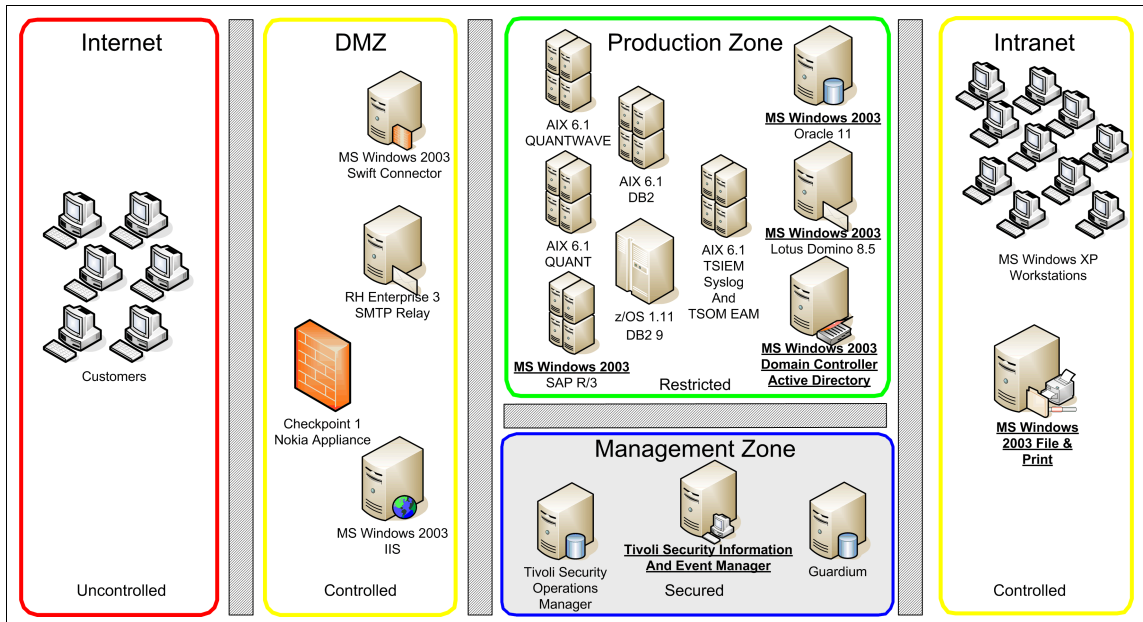 Internet
Customers
Uncontrolled
DMZ
MS Windows 2003
Swift Connector
RH Enterprise 3
SMTP Relay
Checkpoint 1
Nokia Appliance
MS Windows 2003
IIS
Controlled
Production Zone
AIX 6.1
QUANTWAVE
AIX 6.1
DB2
MS Windows 2003
Oracle 11
AIX 6.1
QUANT
z/OS 1.11
DB2 9
AIX 6.1
TSIEM
Syslog
And
TSOM EAM
MS Windows 2003
Lotus Domino 8.5
MS Windows 2003
SAP R/3
MS Windows 2003
Domain Controller
Active Directory
Restricted
Management Zone
Tivoli Security
Operations
Manager
Tivoli Security Information
And Event Manager
Guardium
Secured
Intranet
MS Windows XP
Workstations
MS Windows
2003 File &
Print
Controlled